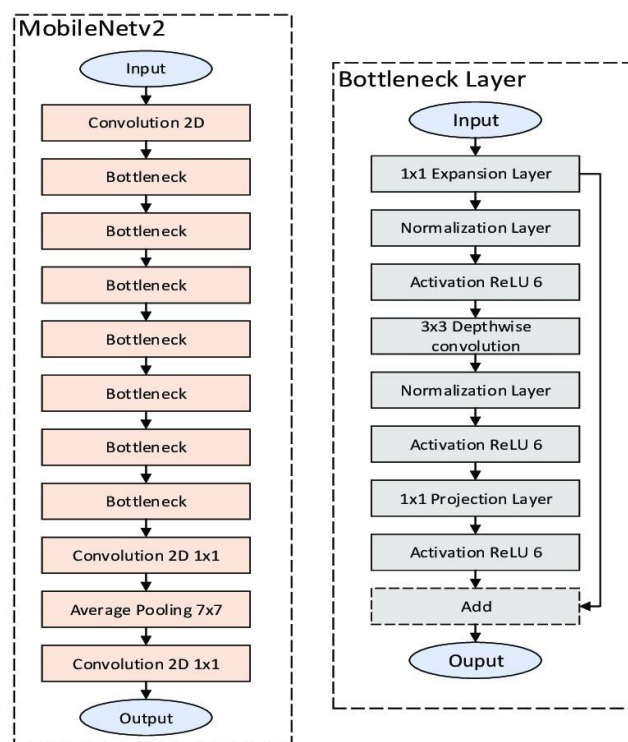 MobileNetv2
Input
Convolution 2D
Bottleneck
Bottleneck
Bottleneck
Bottleneck
Bottleneck
Bottleneck
Bottleneck
Convolution 2D 1x1
Average Pooling 7x7
Convolution 2D 1x1
Output
Bottleneck Layer
Input
1x1 Expansion Layer
Normalization Layer
Activation ReLU 6
3x3 Depthwise
convolution
Normalization Layer
Activation ReLU 6
1x1 Projection Layer
Activation ReLU 6
Add
Ouput